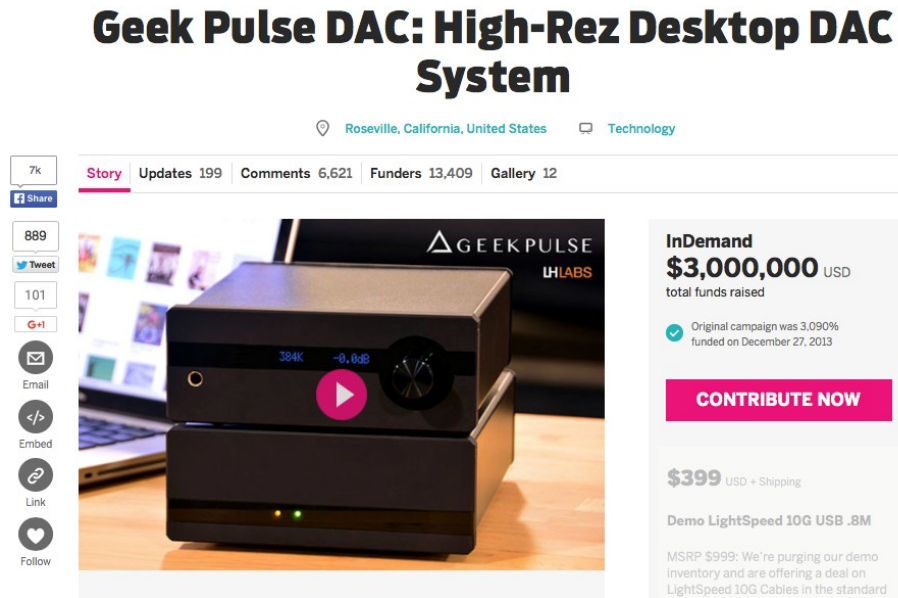 Geek Pulse DAC: High-Rez Desktop DAC
System
Roseville, California, United States
Technology
7k
Share
889
Tweet
101
G+1
Email
</>
Embed
Link
Follow
Story
Updates 199
Comments 6,621
Funders 13,409
Gallery 12
GEEKPULSE
LH LABS
384K -0.0dB
InDemand
$3,000,000 USD
total funds raised
Original campaign was 3,090%
funded on December 27, 2013
CONTRIBUTE NOW
$399 USD + Shipping
Demo LightSpeed 10G USB .8M
MSRP $999: We're purging our demo
inventory and are offering a deal on
LightSpeed 10G Cables in the standard